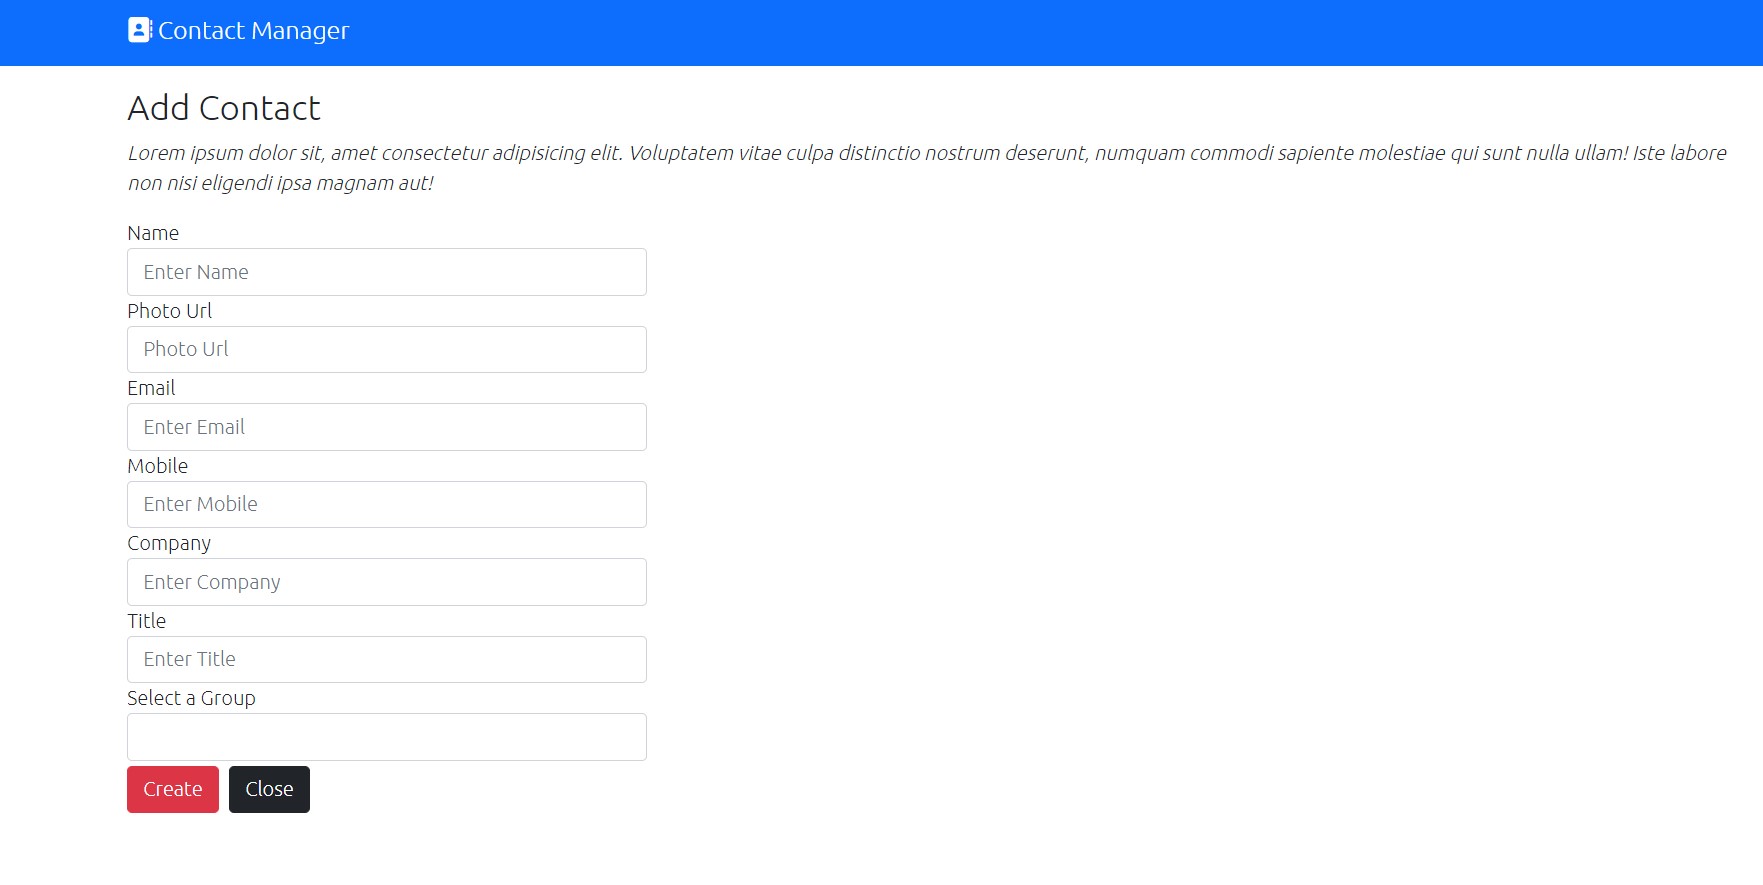 Contact Manager
Add Contact
Lorem ipsum dolor sit, amet consectetur adipisicing elit. Voluptatem vitae culpa distinctio nostrum deserunt, numquam commodi sapiente molestiae qui sunt nulla ullam! Iste labore
non nisi eligendi ipsa magnam aut!
Name
Enter Name
Photo Url
Photo Url
Email
Enter Email
Mobile
Enter Mobile
Company
Enter Company
Title
Enter Title
Select a Group
Create Close